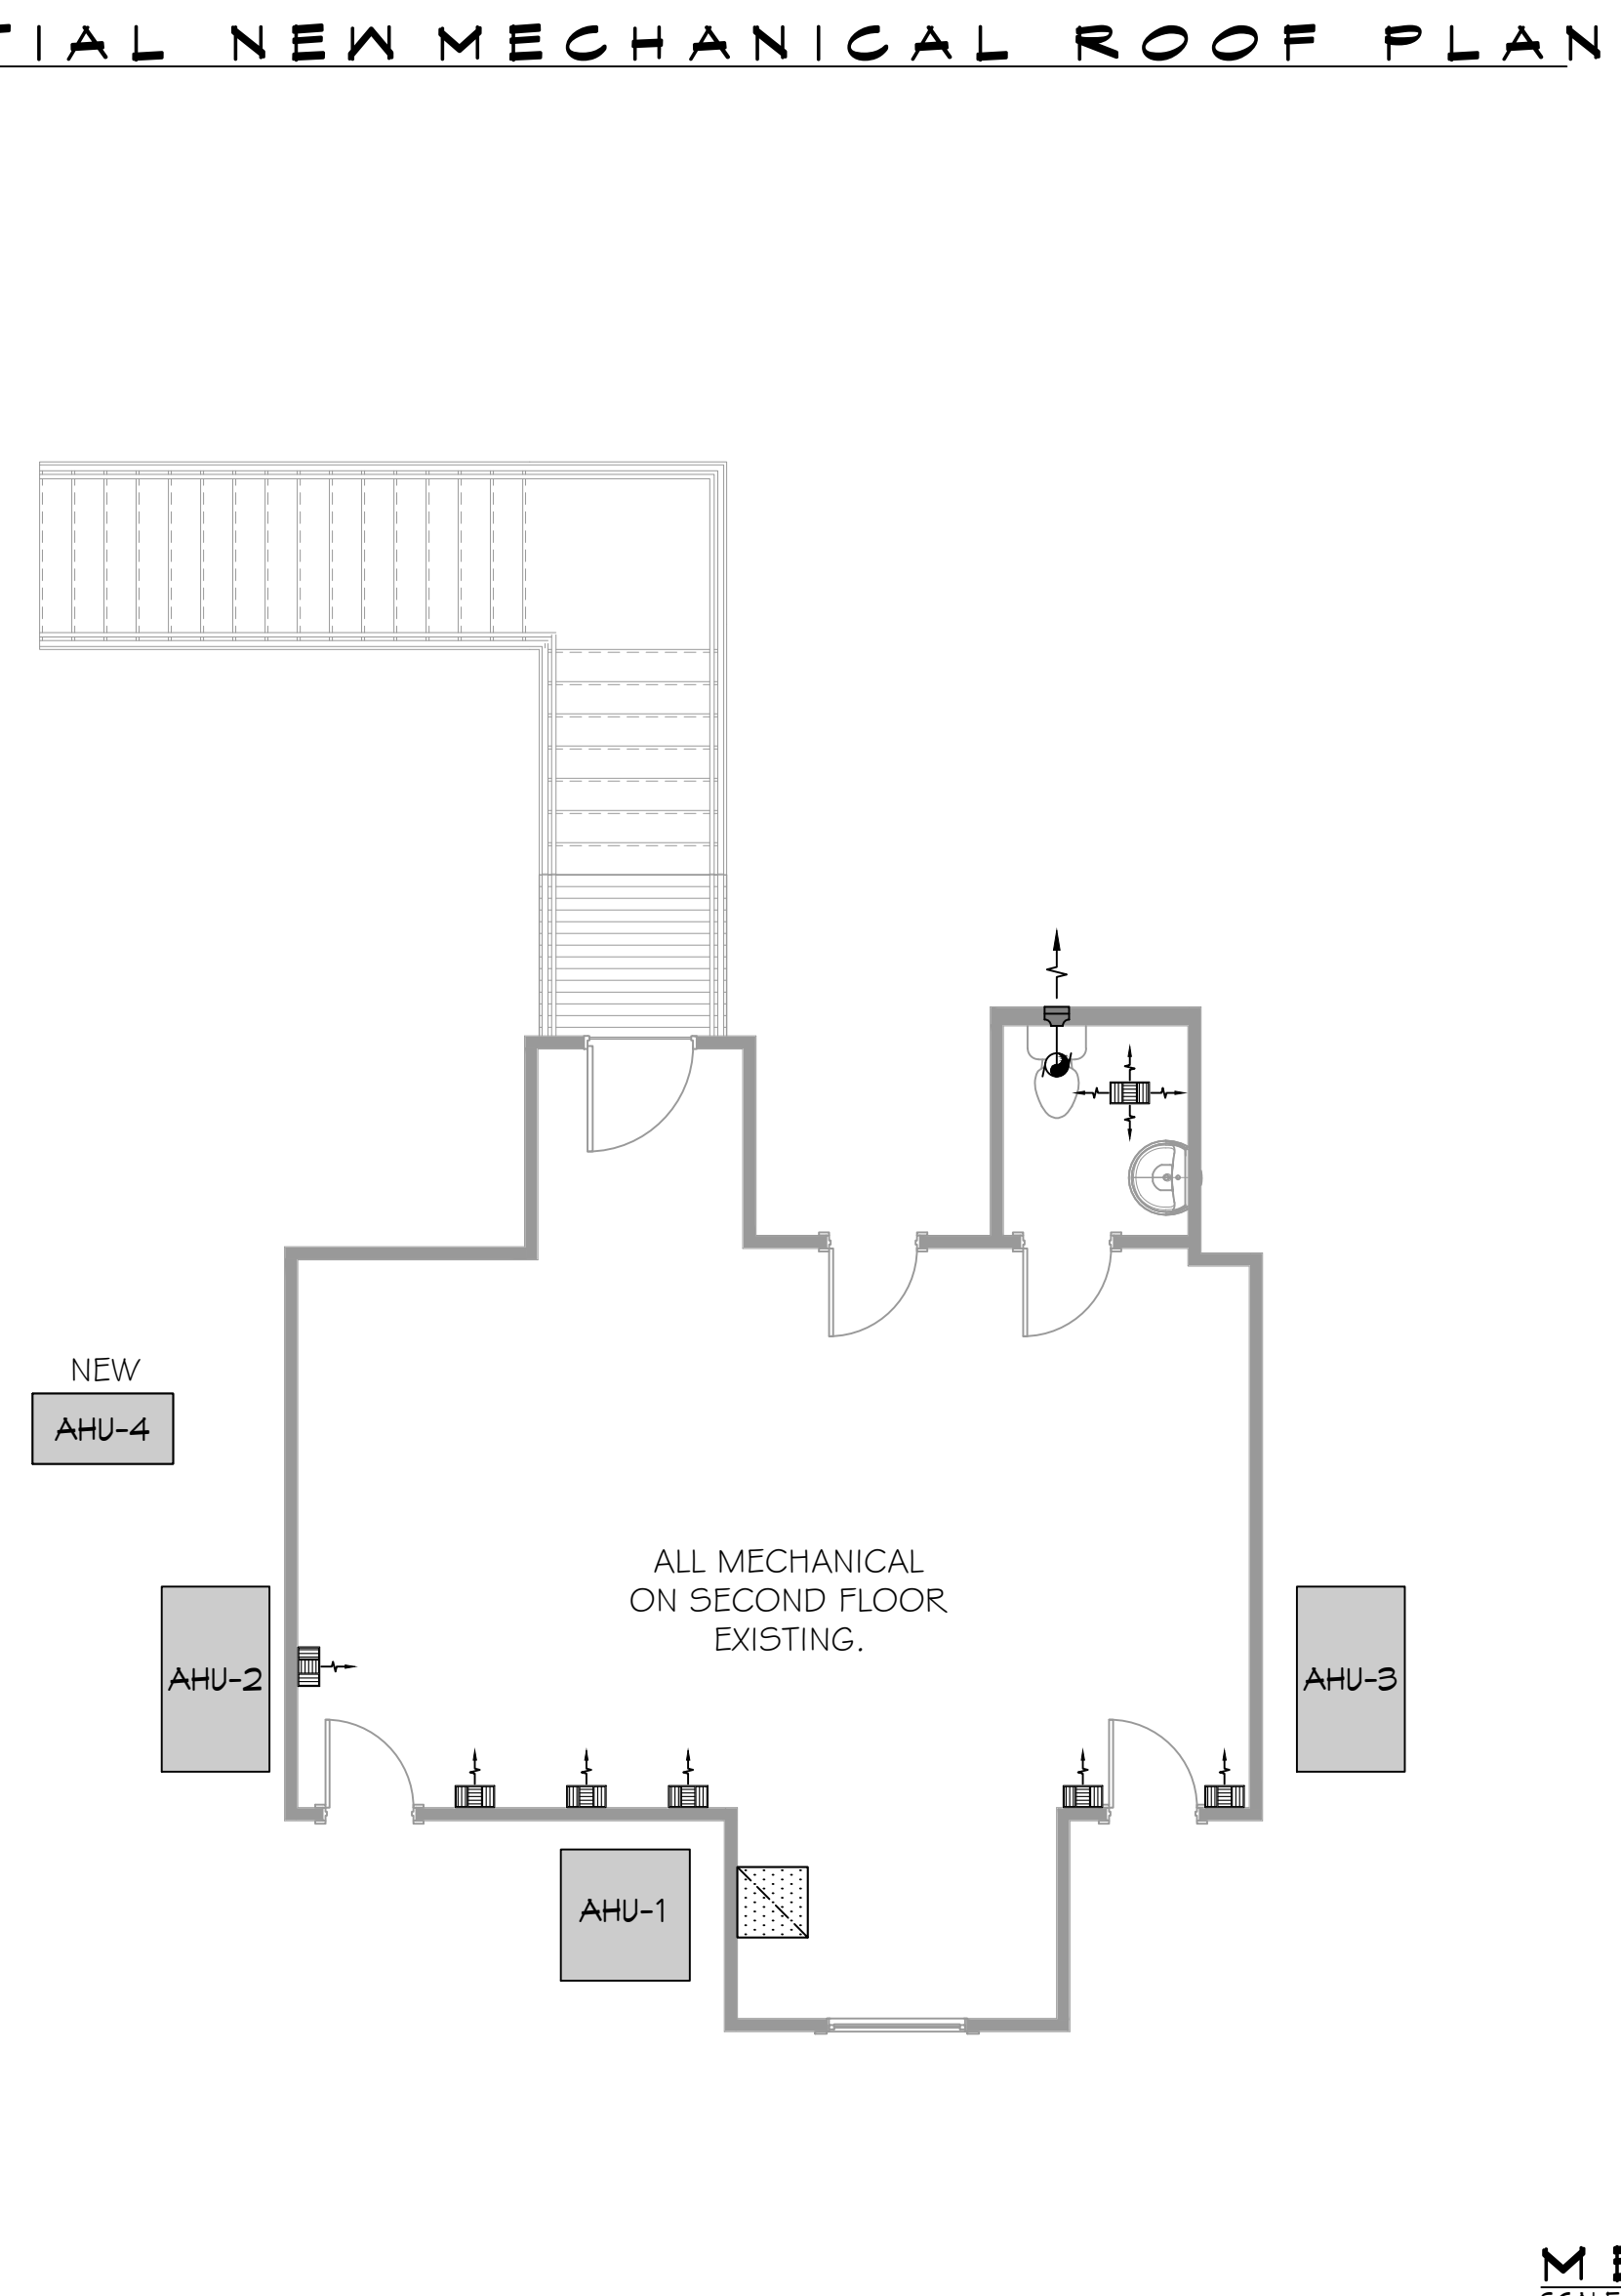 TIAL NEW MECHANICAL ROOF PLAN
NEW
AHU-4
ALL MECHANICAL
ON SECOND FLOOR
EXISTING.
AHU-2
AHU-3
AHU-1